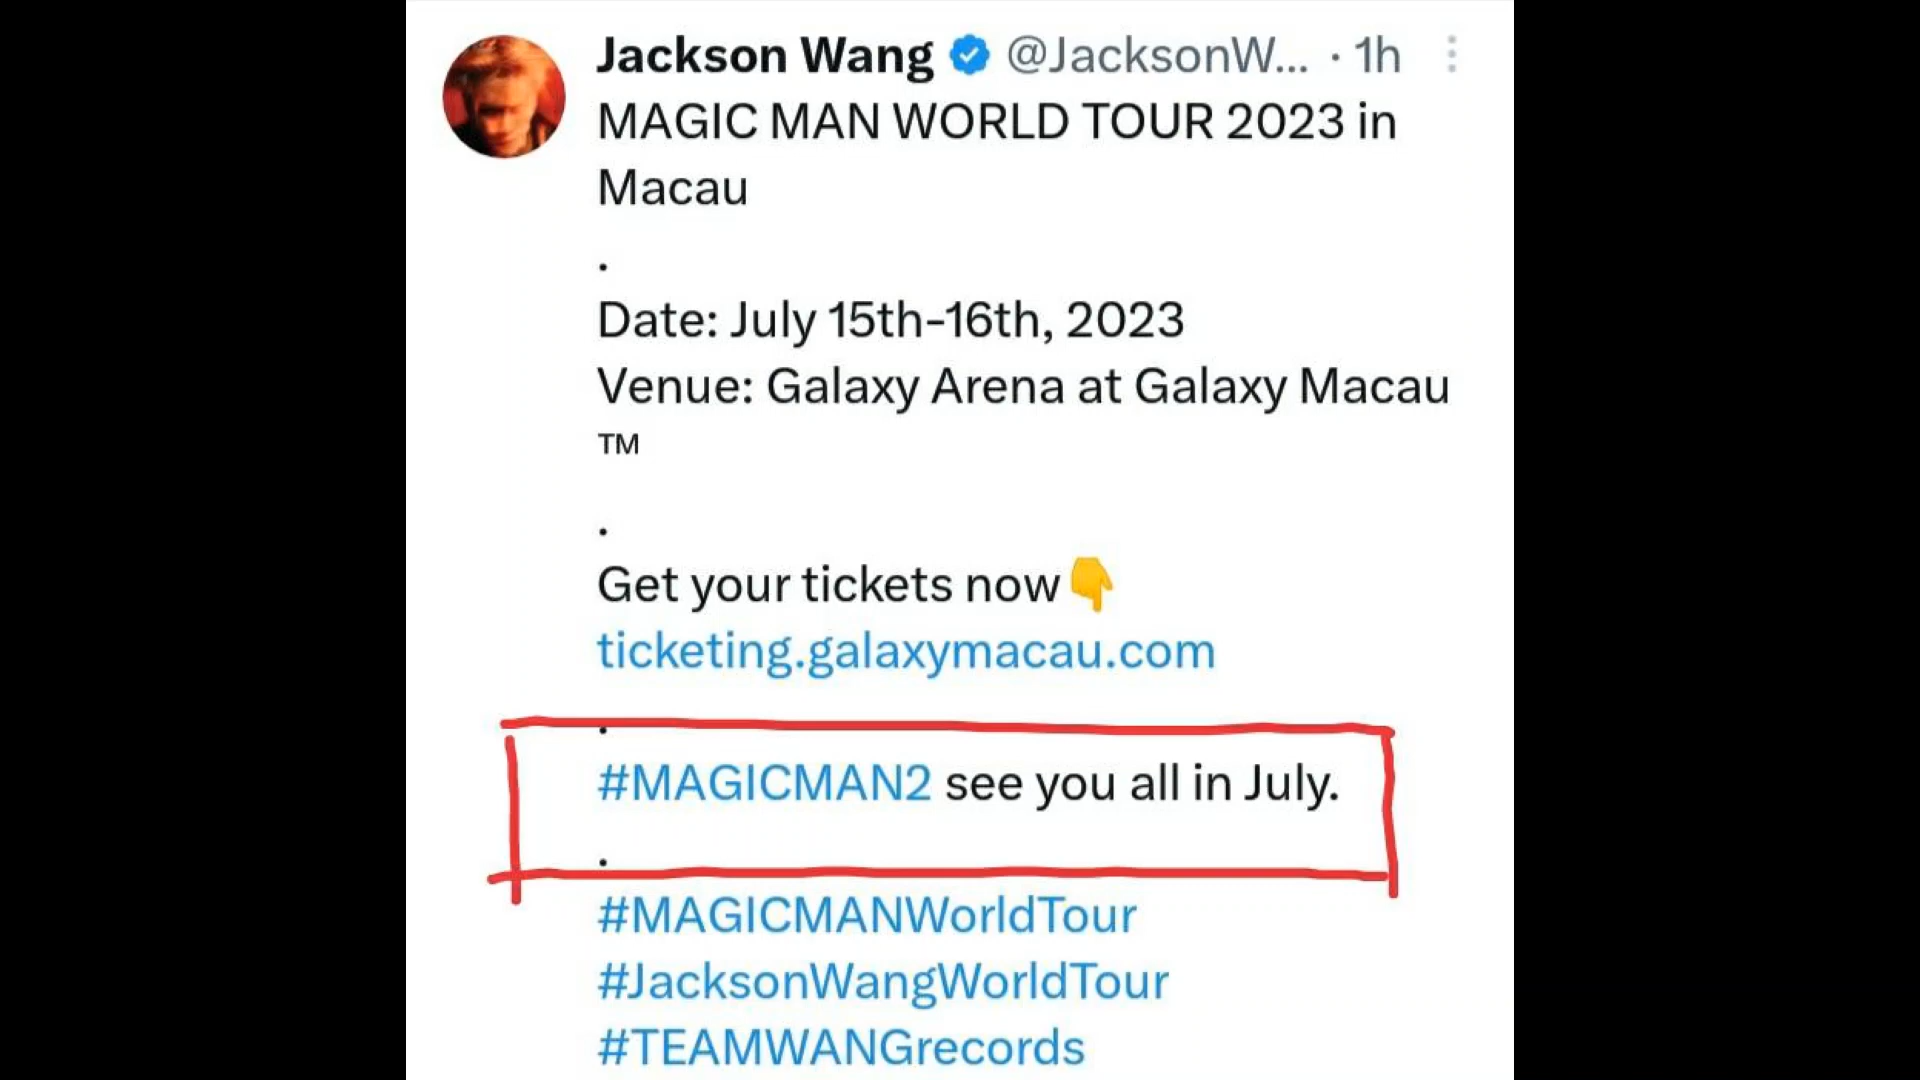 Jackson Wang @JacksonW... · 1h
MAGIC MAN WORLD TOUR 2023 in
Macau
.
Date: July 15th-16th, 2023
Venue: Galaxy Arena at Galaxy Macau
™
.
Get your tickets now👇
ticketing.galaxymacau.com
.
#MAGICMAN2 see you all in July.
.
#MAGICMANWorldTour
#JacksonWangWorldTour
#TEAMWANGrecords